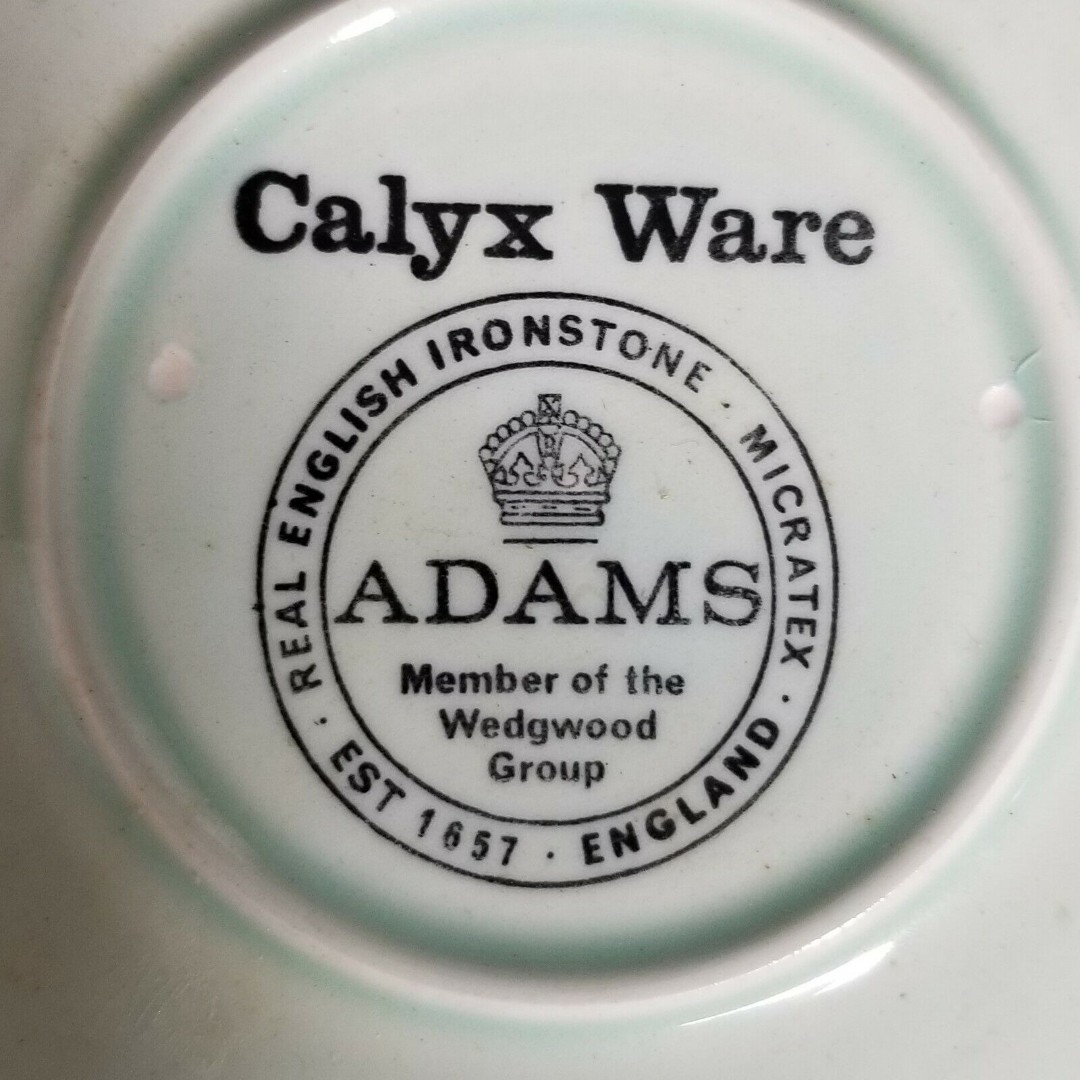 Calyx Ware
REAL ENGLISH IRONSTONE · MICRATEX · ENGLAND · EST 1657 ·
ADAMS
Member of the
Wedgwood
Group